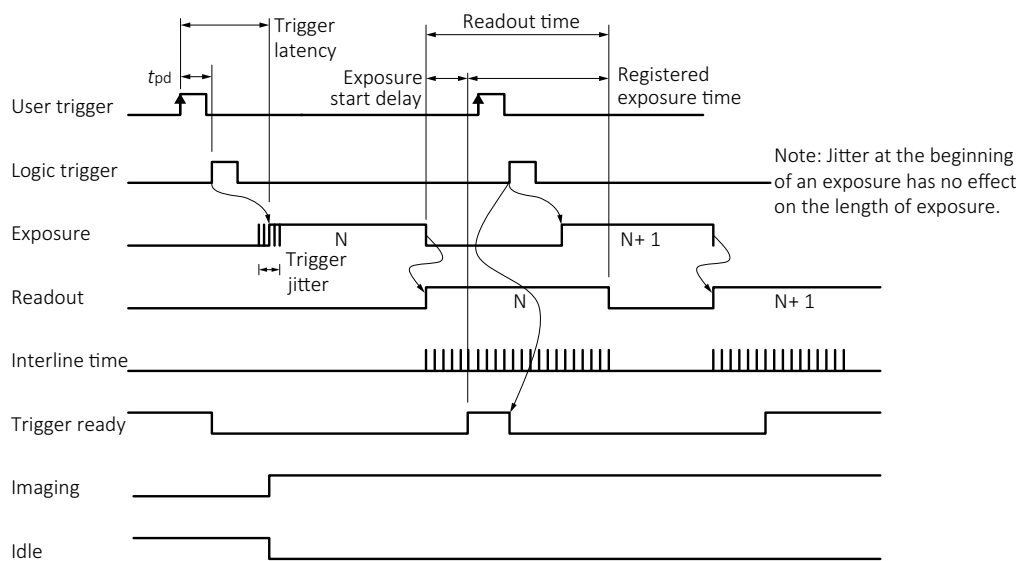 Trigger
latency
Readout time
tpd
Exposure
start delay
Registered
exposure time
User trigger
Logic trigger
Note: Jitter at the beginning
of an exposure has no effect
on the length of exposure.
Exposure
N
N+ 1
Trigger
jitter
Readout
N
N+ 1
Interline time
Trigger ready
Imaging
Idle